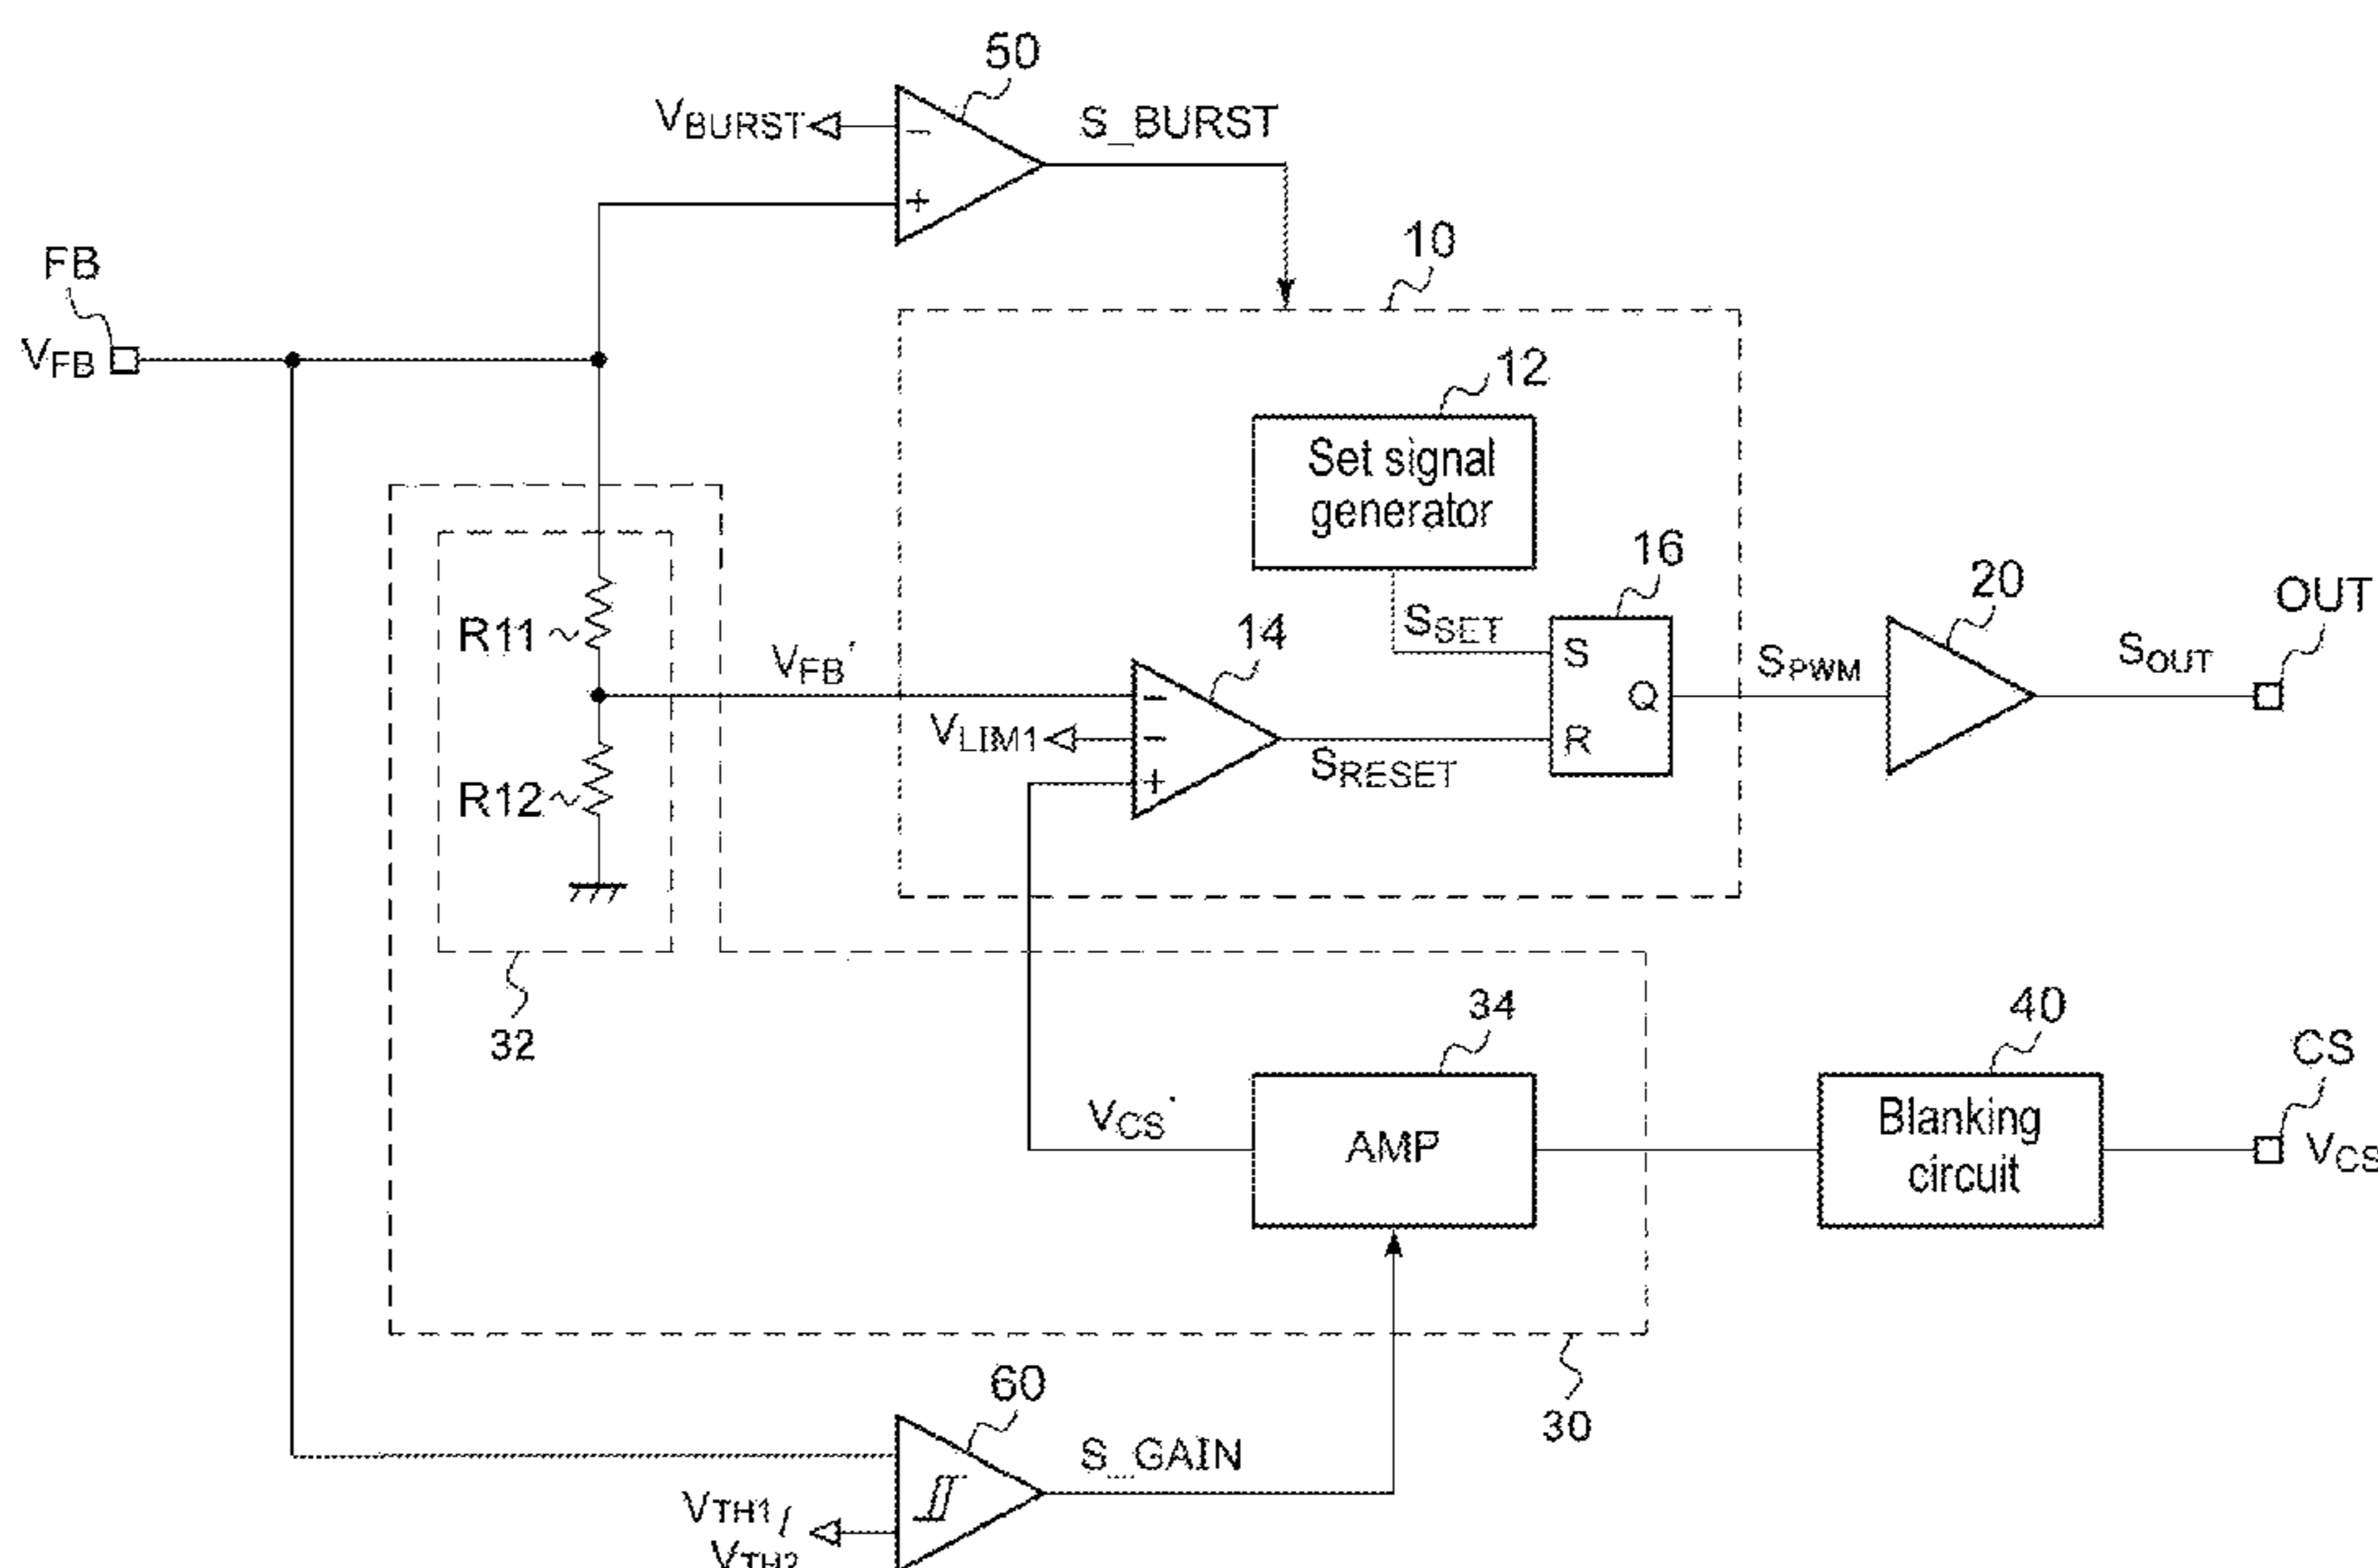 50
VBURST
S_BURST
−
+
10
FB
VFB
12
Set signal
generator
16
20
OUT
R11
VFB'
14
SSET
S
SPWM
SOUT
−
Q
VLIM1
−
R
SRESET
+
R12
32
34
40
CS
VCS'
AMP
Blanking
circuit
VCS
60
30
S_GAIN
VTH1/
VTH2